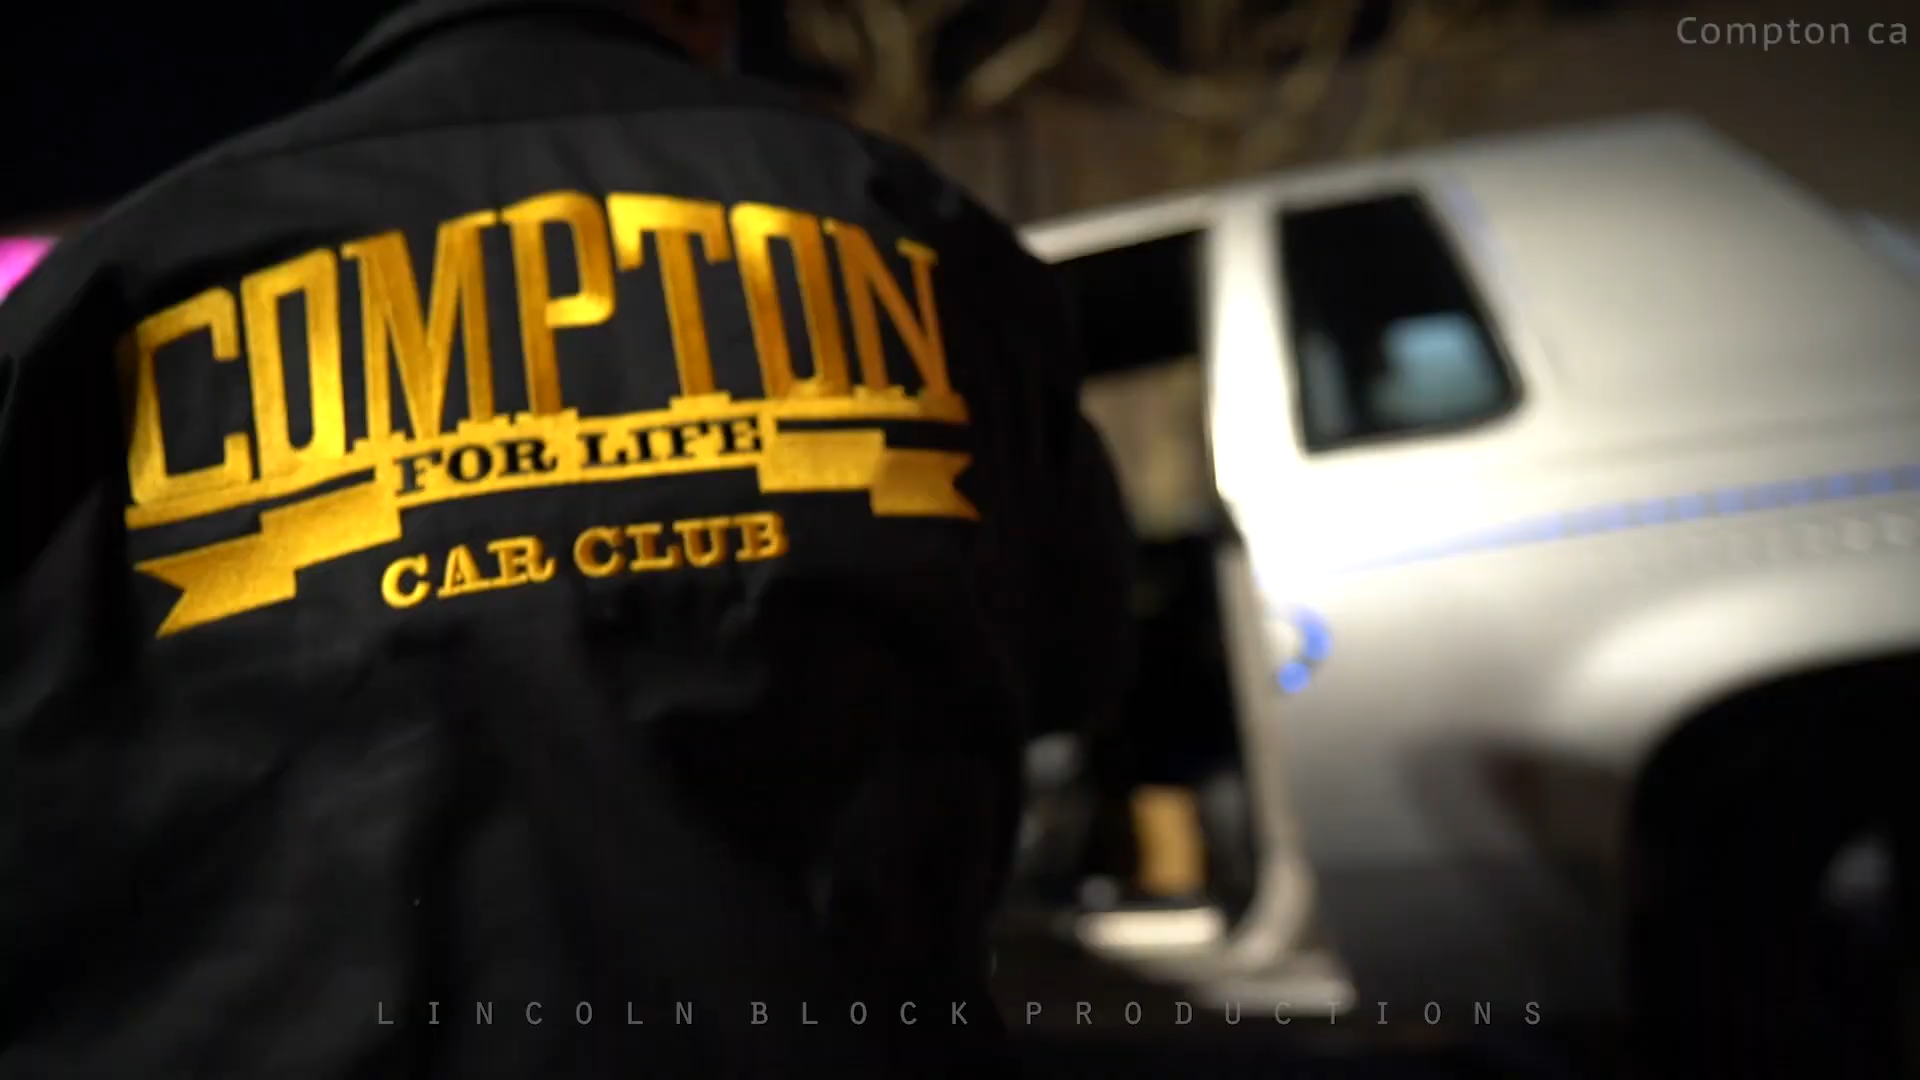 Compton ca
COMPTON
FOR LIFE
CAR CLUB
LINCOLN BLOCK PRODUCTIONS